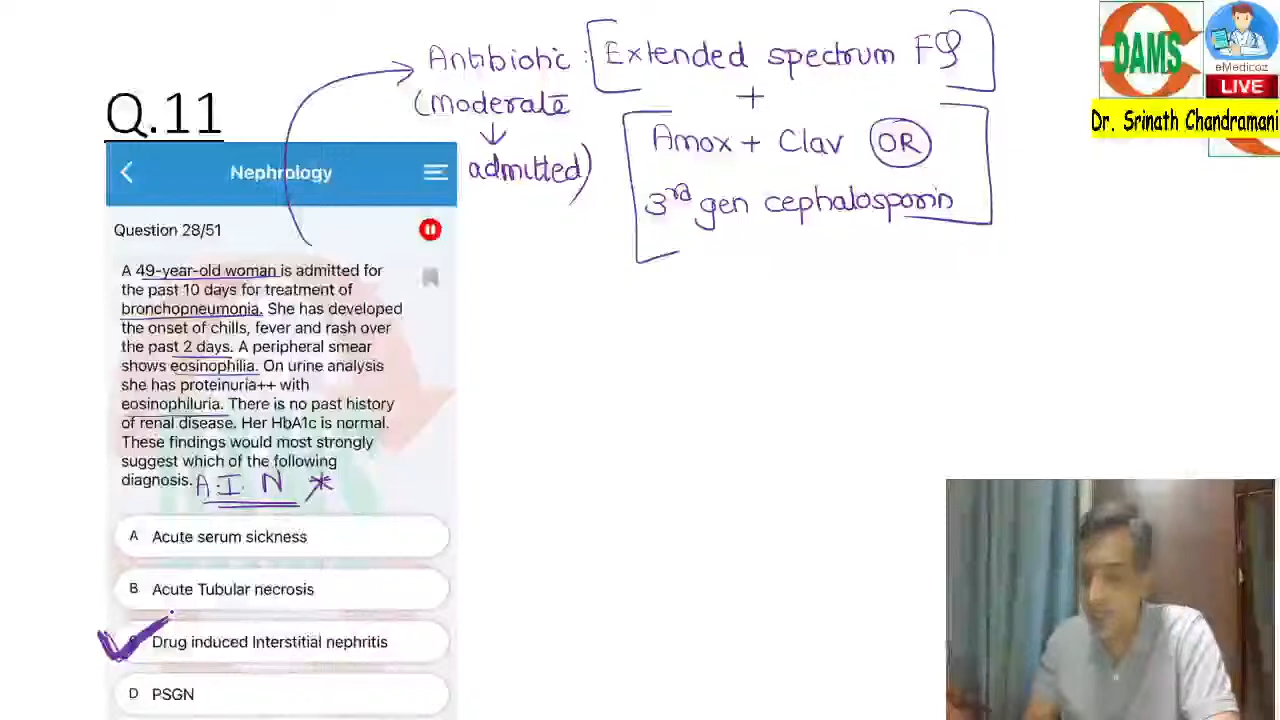 Antibiotic : Extended spectrum FQ
(moderate
+
admitted)
Amox + Clav OR
3rd gen cephalosporin
DAMS
eMedicoz
LIVE
Dr. Srinath Chandramani
Q.11
Nephrology
Question 28/51
A 49-year-old woman is admitted for
the past 10 days for treatment of
bronchopneumonia. She has developed
the onset of chills, fever and rash over
the past 2 days. A peripheral smear
shows eosinophilia. On urine analysis
she has proteinuria++ with
eosinophiluria. There is no past history
of renal disease. Her HbA1c is normal.
These findings would most strongly
suggest which of the following
diagnosis. A.I.N *
A Acute serum sickness
B Acute Tubular necrosis
Drug induced Interstitial nephritis
D PSGN